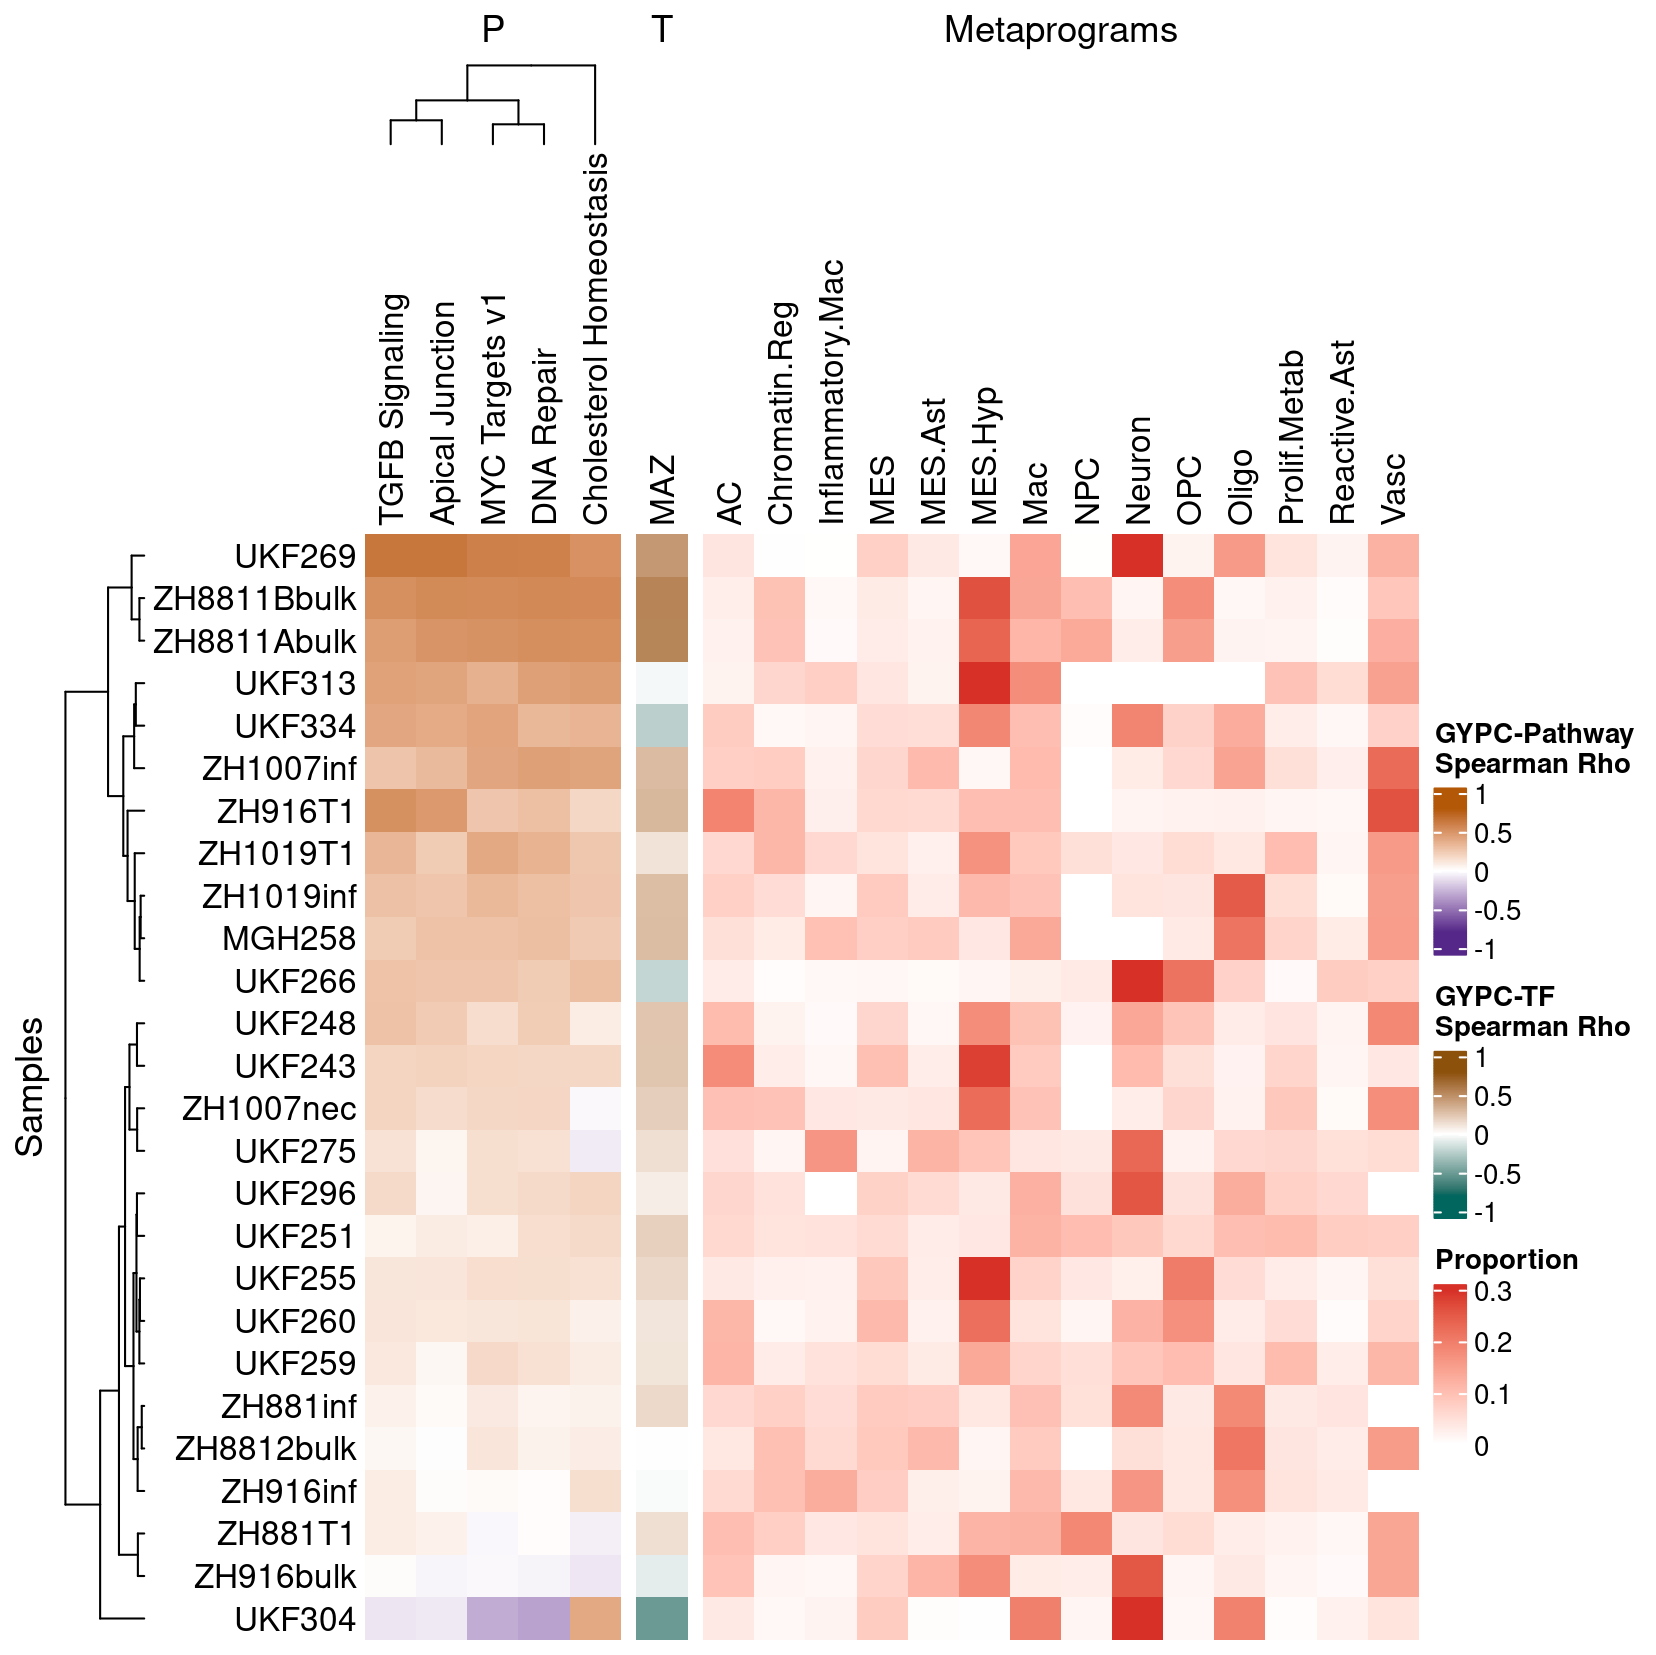 P
T
Metaprograms
TGFB Signaling
Apical Junction
MYC Targets v1
DNA Repair
Cholesterol Homeostasis
MAZ
AC
Chromatin.Reg
Inflammatory.Mac
MES
MES.Ast
MES.Hyp
Mac
NPC
Neuron
OPC
Oligo
Prolif.Metab
Reactive.Ast
Vasc
Samples
UKF269
ZH8811Bbulk
ZH8811Abulk
UKF313
UKF334
ZH1007inf
ZH916T1
ZH1019T1
ZH1019inf
MGH258
UKF266
UKF248
UKF243
ZH1007nec
UKF275
UKF296
UKF251
UKF255
UKF260
UKF259
ZH881inf
ZH8812bulk
ZH916inf
ZH881T1
ZH916bulk
UKF304
GYPC-Pathway
Spearman Rho
1
0.5
0
-0.5
-1
GYPC-TF
Spearman Rho
1
0.5
0
-0.5
-1
Proportion
0.3
0.2
0.1
0